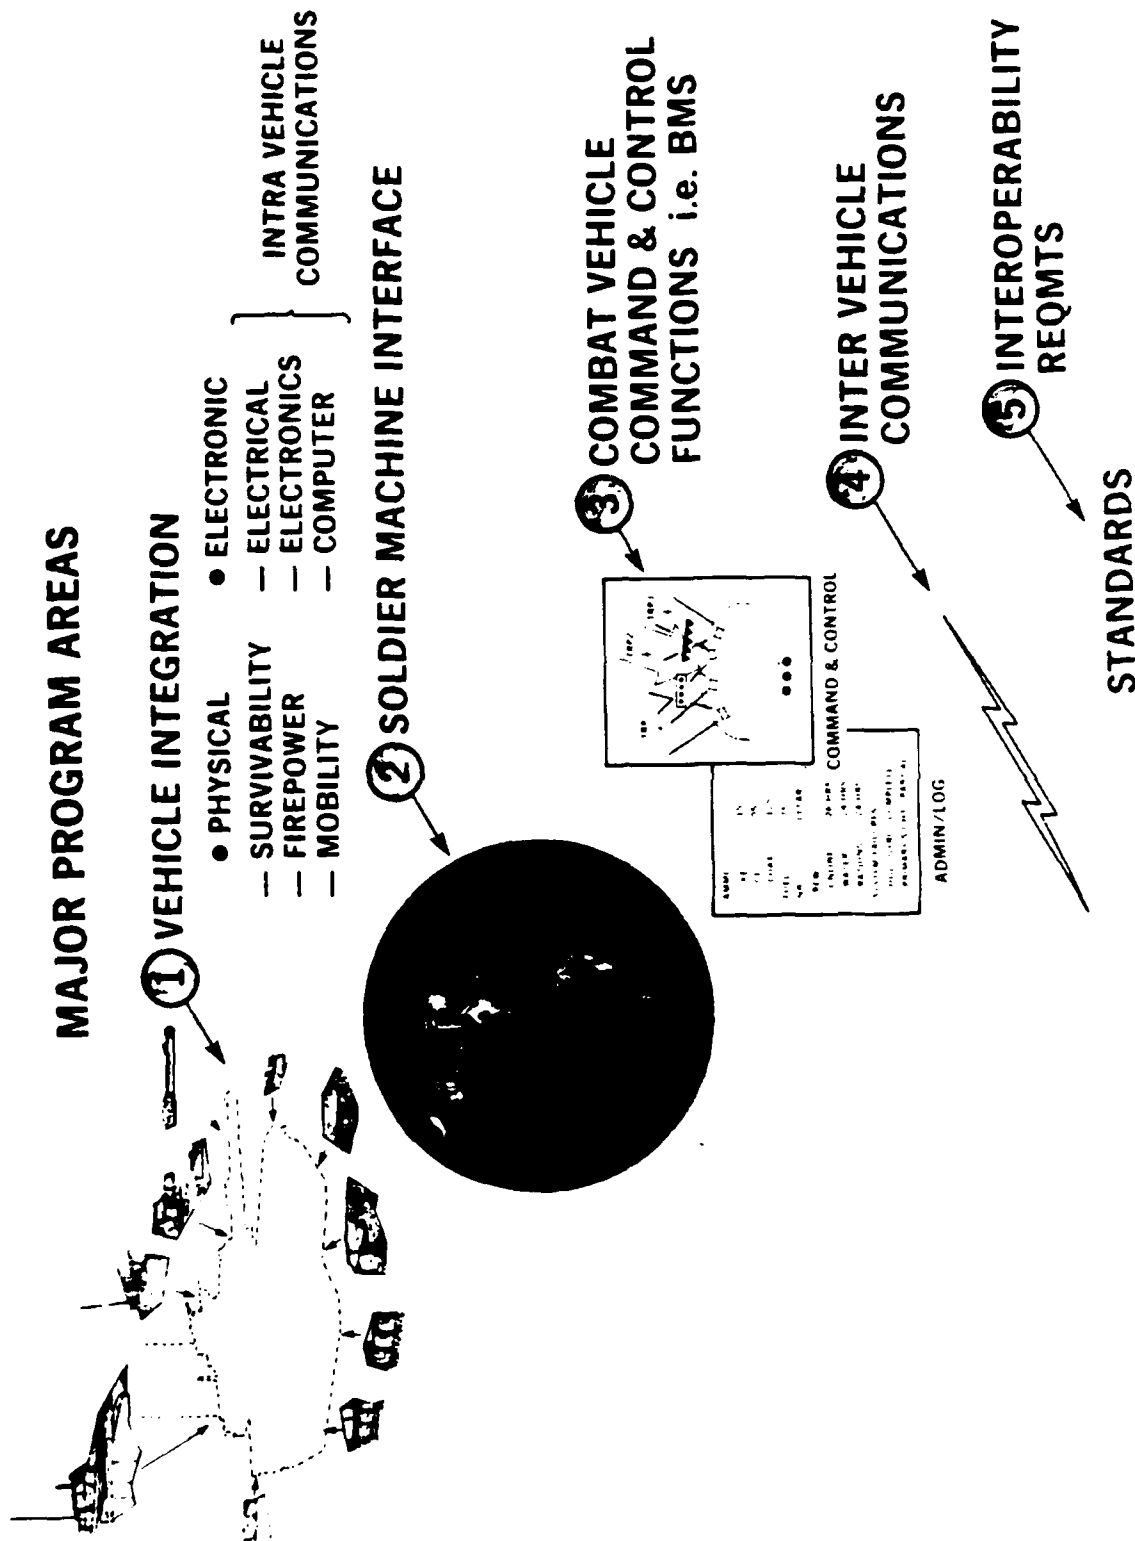 MAJOR PROGRAM AREAS
1 VEHICLE INTEGRATION
● PHYSICAL
— SURVIVABILITY
— FIREPOWER
— MOBILITY
● ELECTRONIC
— ELECTRICAL
— ELECTRONICS
— COMPUTER
INTRA VEHICLE
COMMUNICATIONS
2 SOLDIER MACHINE INTERFACE
3 COMBAT VEHICLE
COMMAND & CONTROL
FUNCTIONS i.e. BMS
COMMAND & CONTROL
ADMIN/LOG
4 INTER VEHICLE
COMMUNICATIONS
5 INTEROPERABILITY
REQMTS
STANDARDS